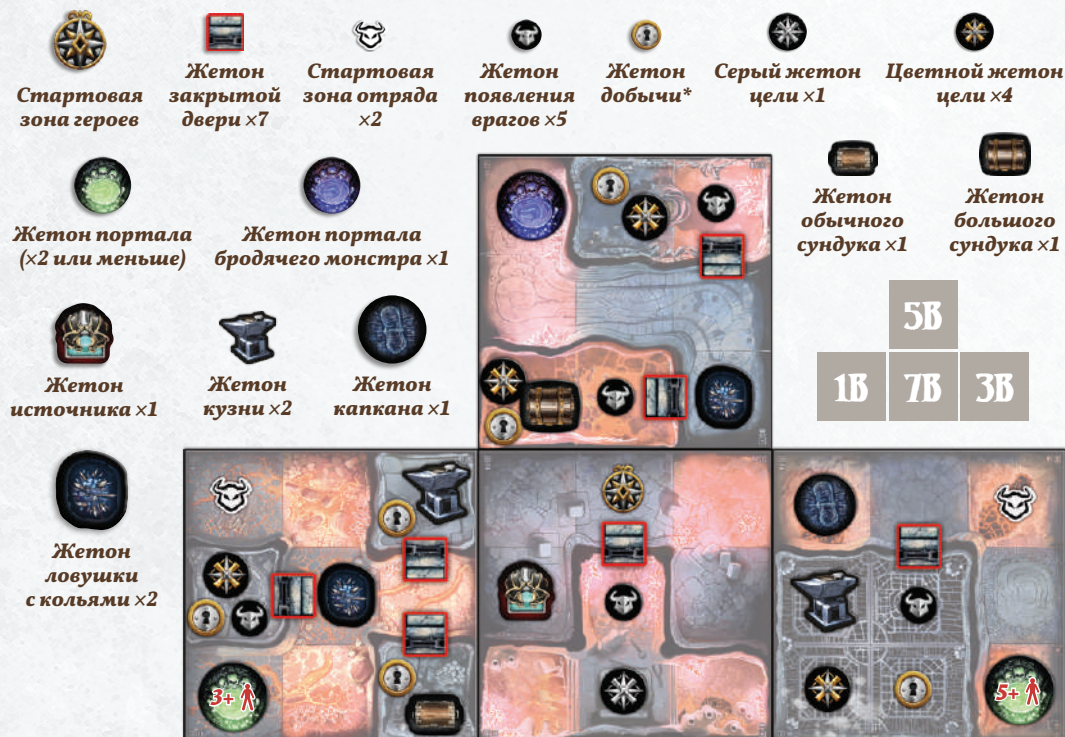 Стартовая
зона героев
Жетон
закрытой
двери ×7
Стартовая
зона отряда
×2
Жетон
появления
врагов ×5
Жетон
добычи*
Серый жетон
цели ×1
Цветной жетон
цели ×4
Жетон портала
(×2 или меньше)
Жетон портала
бродячего монстра ×1
Жетон
обычного
сундука ×1
Жетон
большого
сундука ×1
Жетон
источника ×1
Жетон
кузни ×2
Жетон
капкана ×1
5B
1B 7B 3B
Жетон
ловушки
с кольями ×2
3+
5+